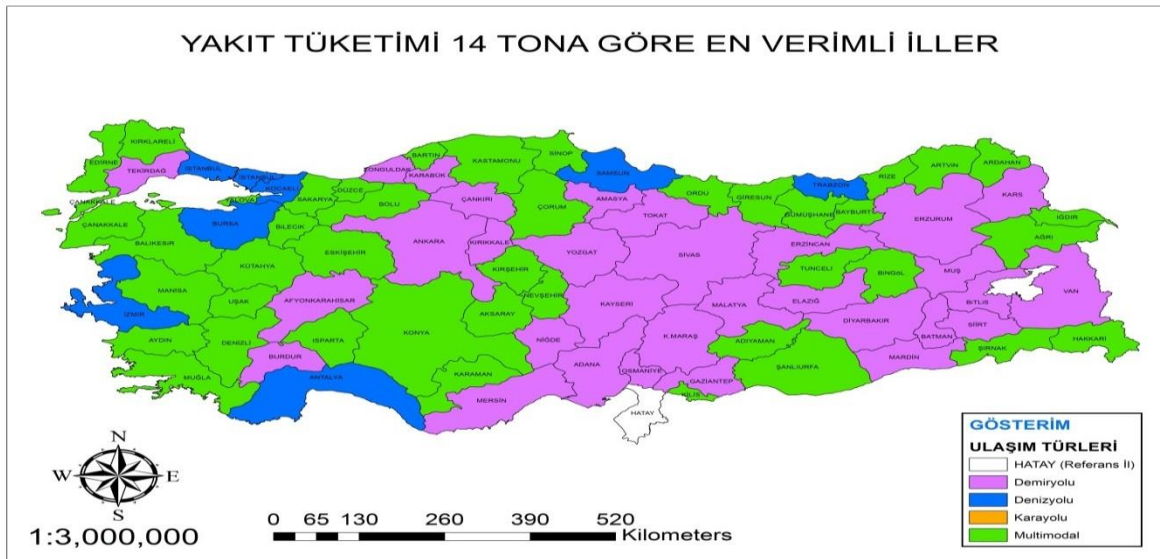 YAKIT TÜKETİMİ 14 TONA GÖRE EN VERİMLİ İLLER
KIRKLARELİ
EDİRNE
TEKİRDAĞ
İSTANBUL
İSTANBUL
KOCAELİ
YALOVA
SAKARYA
DÜZCE
BOLU
ZONGULDAK
BARTIN
KARABÜK
KASTAMONU
SİNOP
SAMSUN
ÇANKIRI
ÇORUM
AMASYA
ORDU
GİRESUN
TRABZON
RİZE
ARTVİN
ARDAHAN
KARS
GÜMÜŞHANE
BAYBURT
ERZURUM
IĞDIR
AĞRI
ÇANAKKALE
ÇANAKKALE
BALIKESİR
BURSA
BİLECİK
ESKİŞEHİR
ANKARA
KIRIKKALE
YOZGAT
TOKAT
SİVAS
ERZİNCAN
TUNCELİ
BİNGÖL
MUŞ
BİTLİS
VAN
KÜTAHYA
MANİSA
UŞAK
AFYONKARAHİSAR
KIRŞEHİR
NEVŞEHİR
AKSARAY
KAYSERİ
MALATYA
ELAZIĞ
DİYARBAKIR
BATMAN
SİİRT
ŞIRNAK
HAKKARİ
İZMİR
AYDIN
DENİZLİ
ISPARTA
BURDUR
KONYA
NİĞDE
K.MARAŞ
ADIYAMAN
MARDİN
ŞANLIURFA
MUĞLA
ANTALYA
KARAMAN
MERSİN
ADANA
OSMANİYE
GAZİANTEP
KİLİS
HATAY
GÖSTERİM
ULAŞIM TÜRLERİ
HATAY (Referans İl)
Demiryolu
Denizyolu
Karayolu
Multimodal
N
W E
S
1:3,000,000
0 65 130 260 390 520
Kilometers